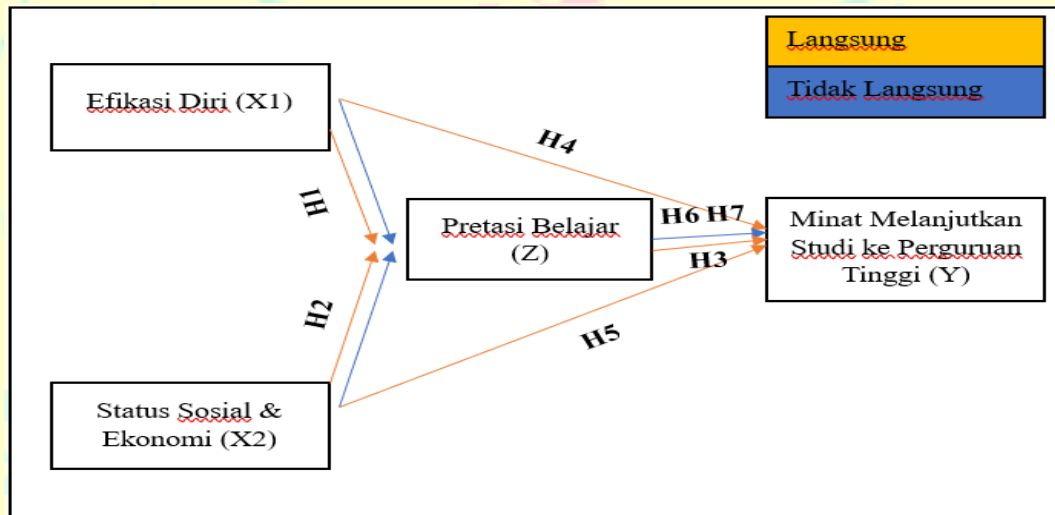 Langsung
Tidak Langsung
Efikasi Diri (X1)
H4
H1
Pretasi Belajar
(Z)
H6 H7
H3
Minat Melanjutkan
Studi ke Perguruan
Tinggi (Y)
H2
H5
Status Sosial &
Ekonomi (X2)